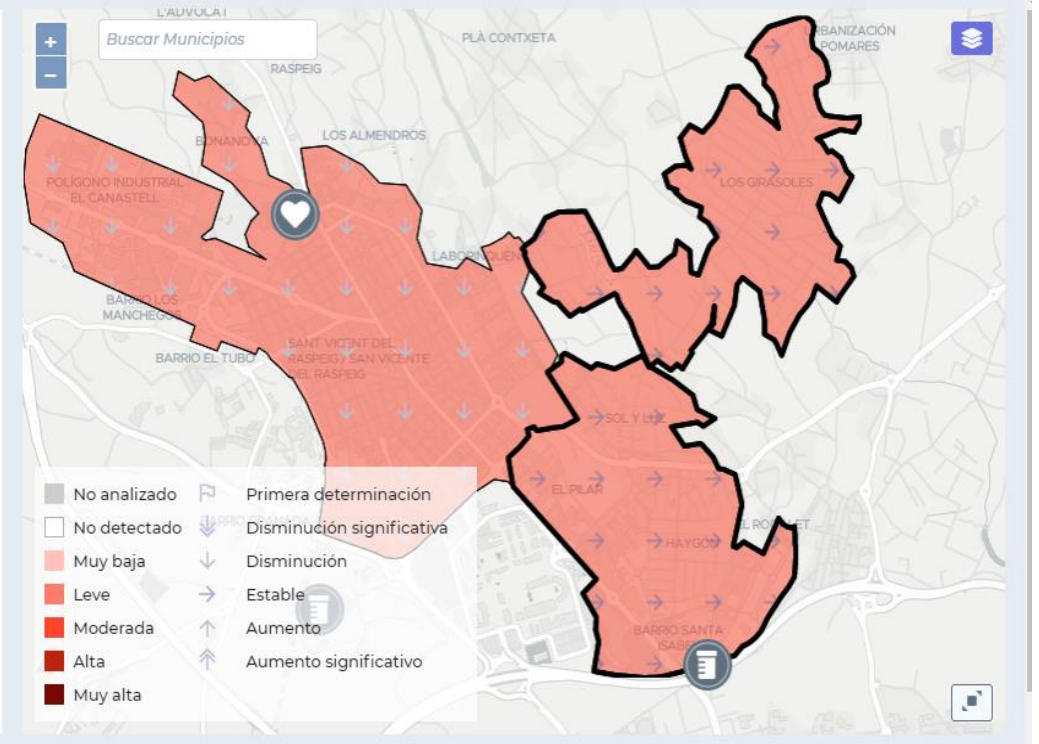 L'ADVOCAT
+
Buscar Municipios
−
RASPEIG
PLÀ CONTXETA
URBANIZACIÓN
POMARES
BONANOVA
LOS ALMENDROS
POLÍGONO INDUSTRIAL
EL CANASTELL
LOS GIRASOLES
BARRIO LOS
MANCHEGOS
BARRIO EL TUBO
SANT VICENT DEL
RASPEIG / SAN VICENTE
DEL RASPEIG
SOL Y LUZ
EL PILAR
HAYGÓN
BARRIO SANTA
ISABEL
No analizado
No detectado
Muy baja
Leve
Moderada
Alta
Muy alta
Primera determinación
Disminución significativa
Disminución
Estable
Aumento
Aumento significativo